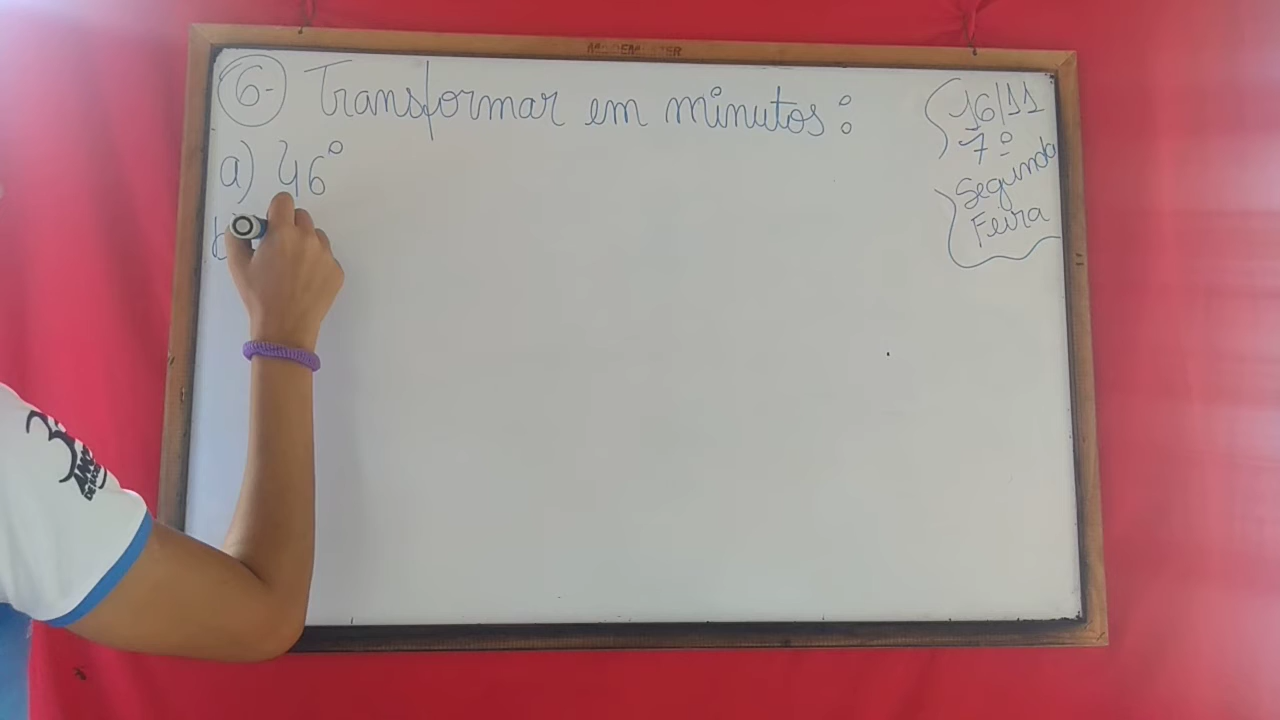 6- Transformar em minutos:
a) 46°
b
16/11
7º
Segunda
Feira